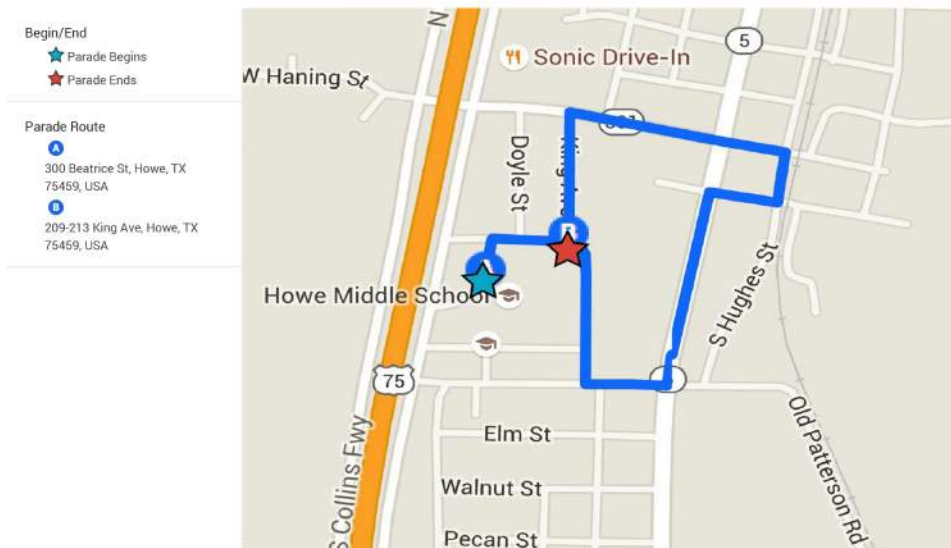 Begin/End
Parade Begins
Parade Ends
Parade Route
A
300 Beatrice St, Howe, TX
75459, USA
B
209-213 King Ave, Howe, TX
75459, USA
N
5
Sonic Drive-In
W Haning St
Doyle St
King Ave
Howe Middle School
S Hughes St
75
Elm St
Old Patterson Rd
S Collins Fwy
Walnut St
Pecan St